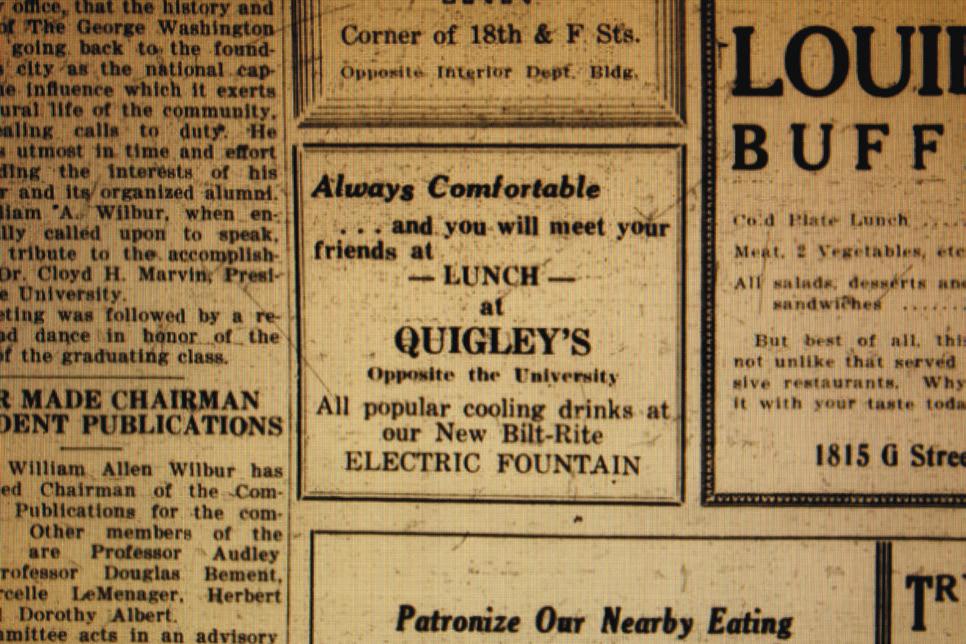 office, that the history and
of The George Washington
going back to the found-
city as the national cap-
influence which it exerts
ural life of the community,
ealing calls to duty. He
utmost in time and effort
ding the interests of his
and its organized alumni.
liam A. Wilbur, when en-
lly called upon to speak,
tribute to the accomplish-
Dr. Cloyd H. Marvin, Presi-
e University.
eting was followed by a re-
dance in honor of the
of the graduating class.
R MADE CHAIRMAN
DENT PUBLICATIONS
William Allen Wilbur has
ed Chairman of the Com-
Publications for the com-
Other members of the
are Professor Audley
rofessor Douglas Bement,
rcelle LeMenager, Herbert
Dorothy Albert.
mmittee acts in an advisory
Corner of 18th & F Sts.
Opposite Interior Dept. Bldg.
Always Comfortable
. . . and you will meet your
friends at
— LUNCH —
at
QUIGLEY'S
Opposite the University
All popular cooling drinks at
our New Bilt-Rite
ELECTRIC FOUNTAIN
Patronize Our Nearby Eating
LOUIE
BUFF
Cold Plate Lunch .....
Meat, 2 Vegetables, etc
All salads, desserts and
sandwiches ......
But best of all, this
not unlike that served
sive restaurants. Why
it with your taste toda
1815 G Stree
TRY